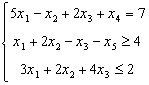 5x₁ − x₂ + 2x₃ + x₄ = 7
x₁ + 2x₂ − x₃ − x₅ ≥ 4
3x₁ + 2x₂ + 4x₃ ≤ 2